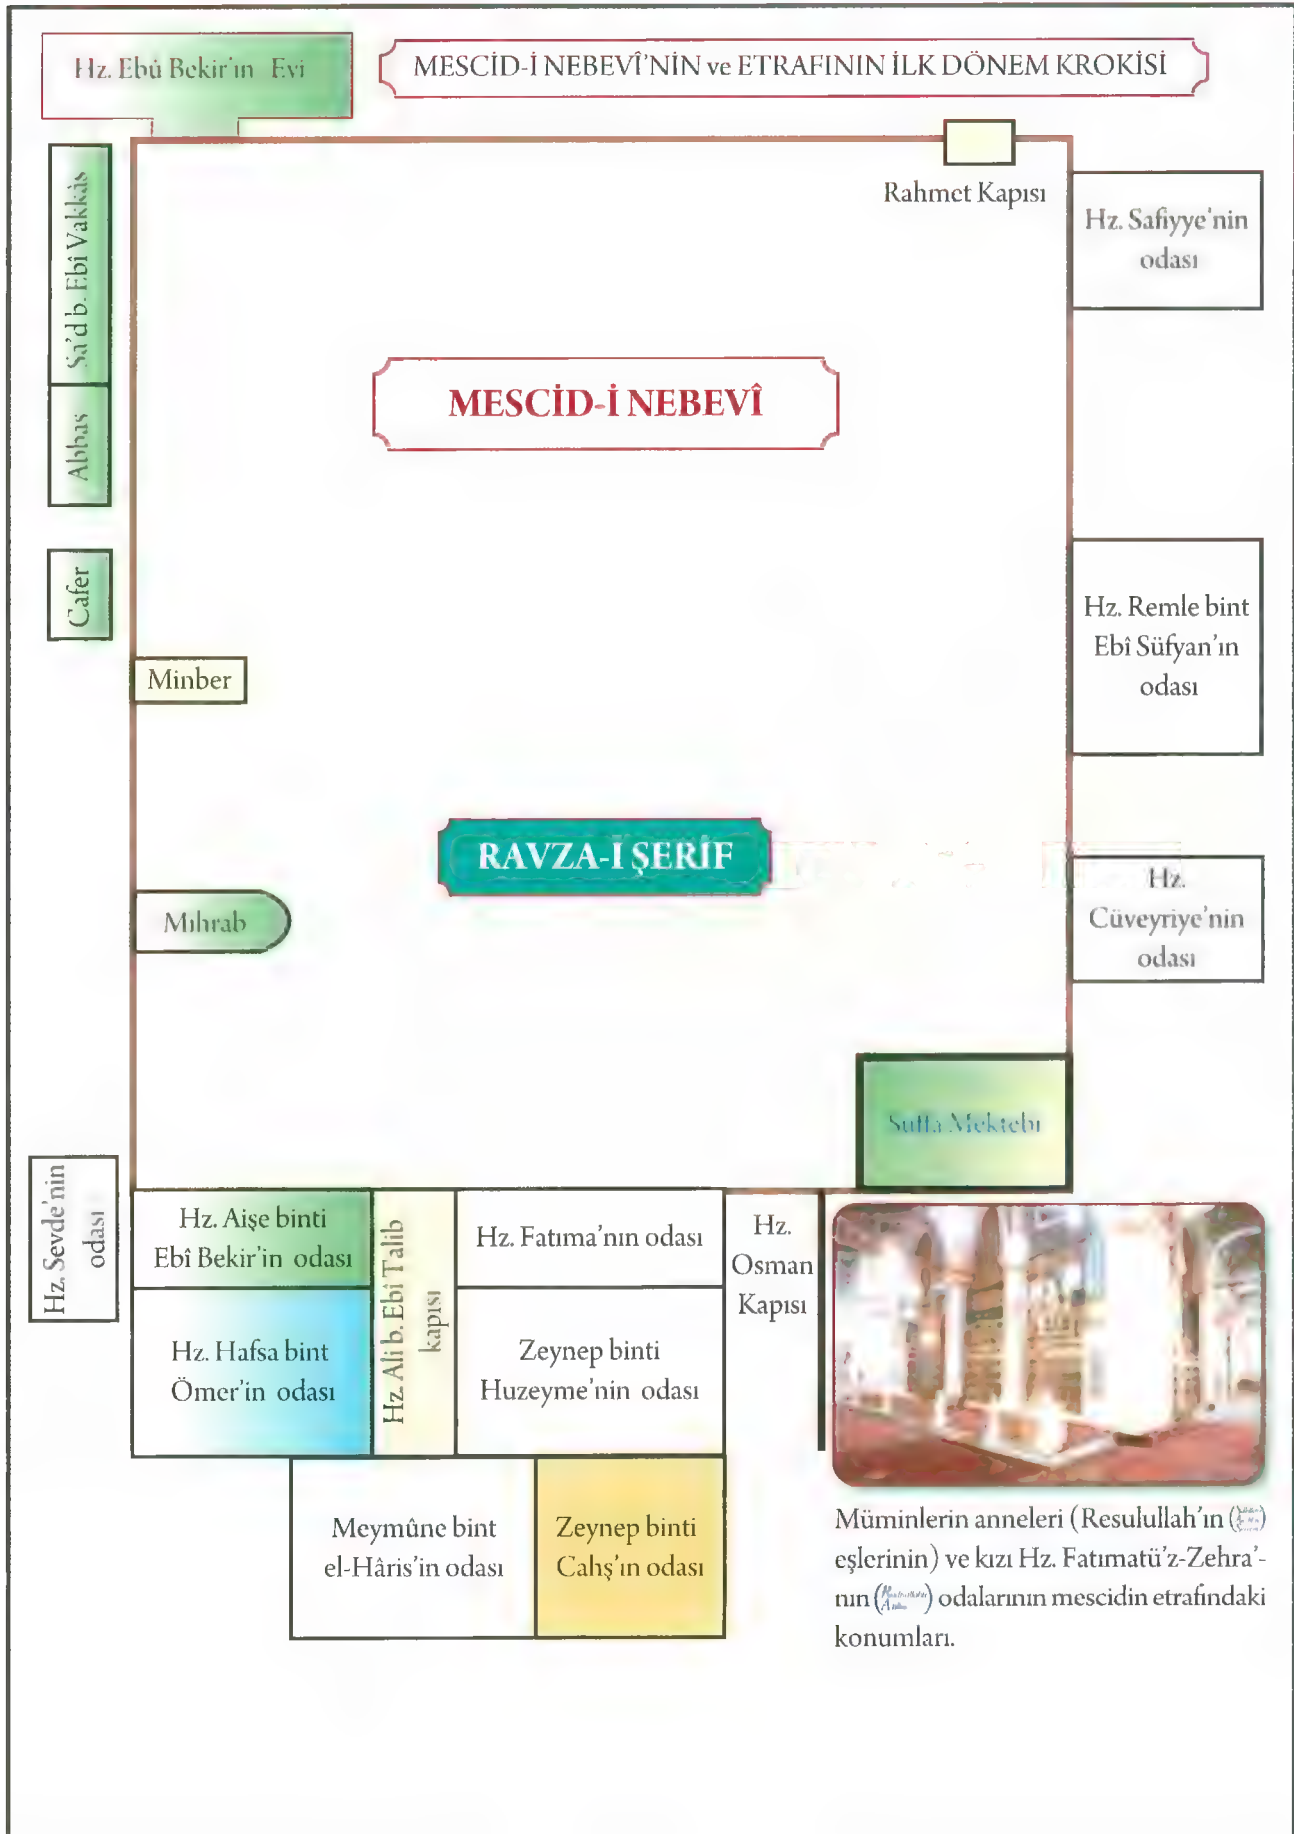 Hz. Ebû Bekir'in Evi
MESCİD-İ NEBEVÎ'NİN ve ETRAFININ İLK DÖNEM KROKİSİ
Rahmet Kapısı
Sa'd b. Ebî Vakkâs
Hz. Safiyye'nin
odası
MESCİD-İ NEBEVÎ
Abbas
Cafer
Hz. Remle bint
Ebî Süfyan'ın
odası
Minber
RAVZA-İ ŞERİF
Hz.
Cüveyriye'nin
odası
Mihrab
Suffa Mektebi
Hz. Sevde'nin
odası
Hz. Aişe binti
Ebî Bekir'in odası
Hz. Ali b. Ebî Talib
kapısı
Hz. Fatıma'nın odası
Hz.
Osman
Kapısı
Hz. Hafsa bint
Ömer'in odası
Zeynep binti
Huzeyme'nin odası
Meymûne bint
el-Hâris'in odası
Zeynep binti
Cahş'ın odası
Müminlerin anneleri (Resulullah'ın
eşlerinin) ve kızı Hz. Fatımatü'z-Zehra'-
nın odalarının mescidin etrafındaki
konumları.